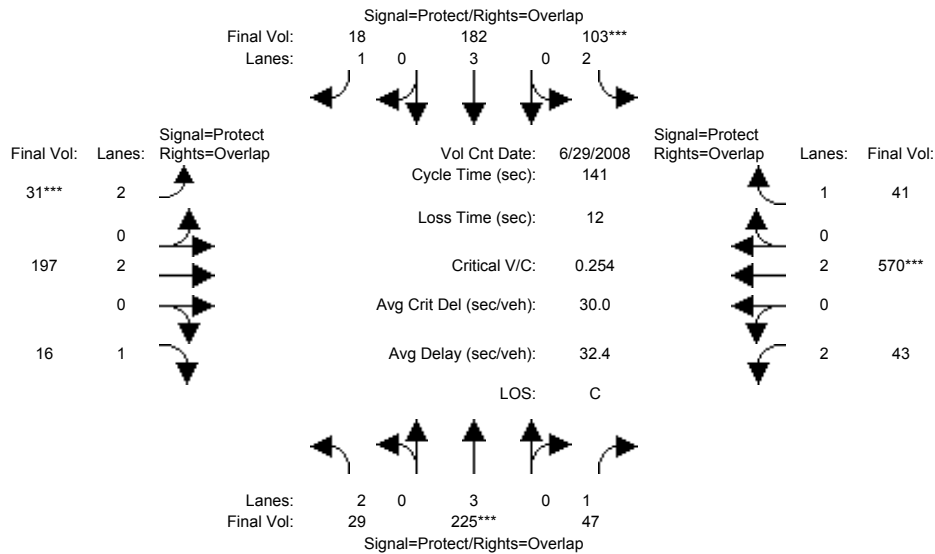 Signal=Protect/Rights=Overlap
Final Vol: 18 182 103***
Lanes: 1 0 3 0 2
Signal=Protect
Final Vol: Lanes: Rights=Overlap
Vol Cnt Date: 6/29/2008
Signal=Protect
Rights=Overlap Lanes: Final Vol:
Cycle Time (sec): 141
31*** 2
1 41
Loss Time (sec): 12
0
0
197 2
Critical V/C: 0.254
2 570***
0
Avg Crit Del (sec/veh): 30.0
0
16 1
Avg Delay (sec/veh): 32.4
2 43
LOS: C
Lanes: 2 0 3 0 1
Final Vol: 29 225*** 47
Signal=Protect/Rights=Overlap